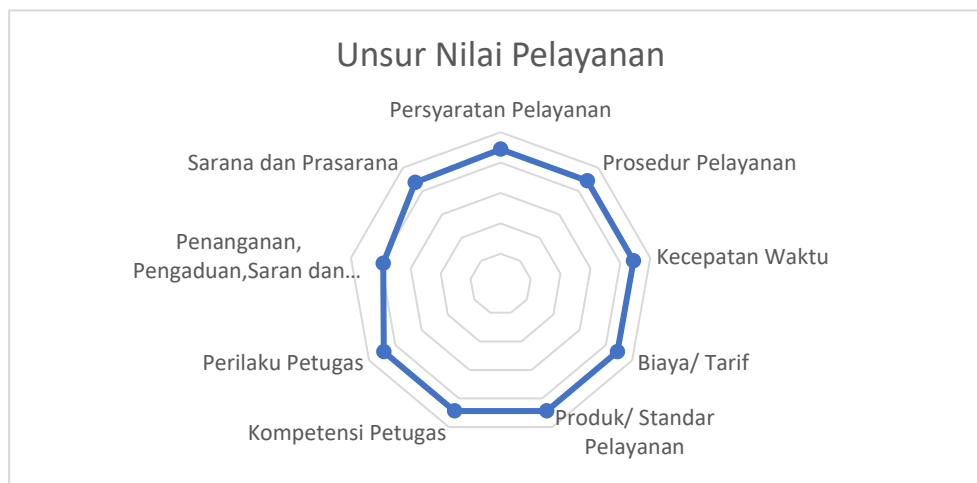 Unsur Nilai Pelayanan
Persyaratan Pelayanan
Prosedur Pelayanan
Kecepatan Waktu
Biaya/ Tarif
Produk/ Standar
Pelayanan
Kompetensi Petugas
Perilaku Petugas
Penanganan,
Pengaduan,Saran dan...
Sarana dan Prasarana